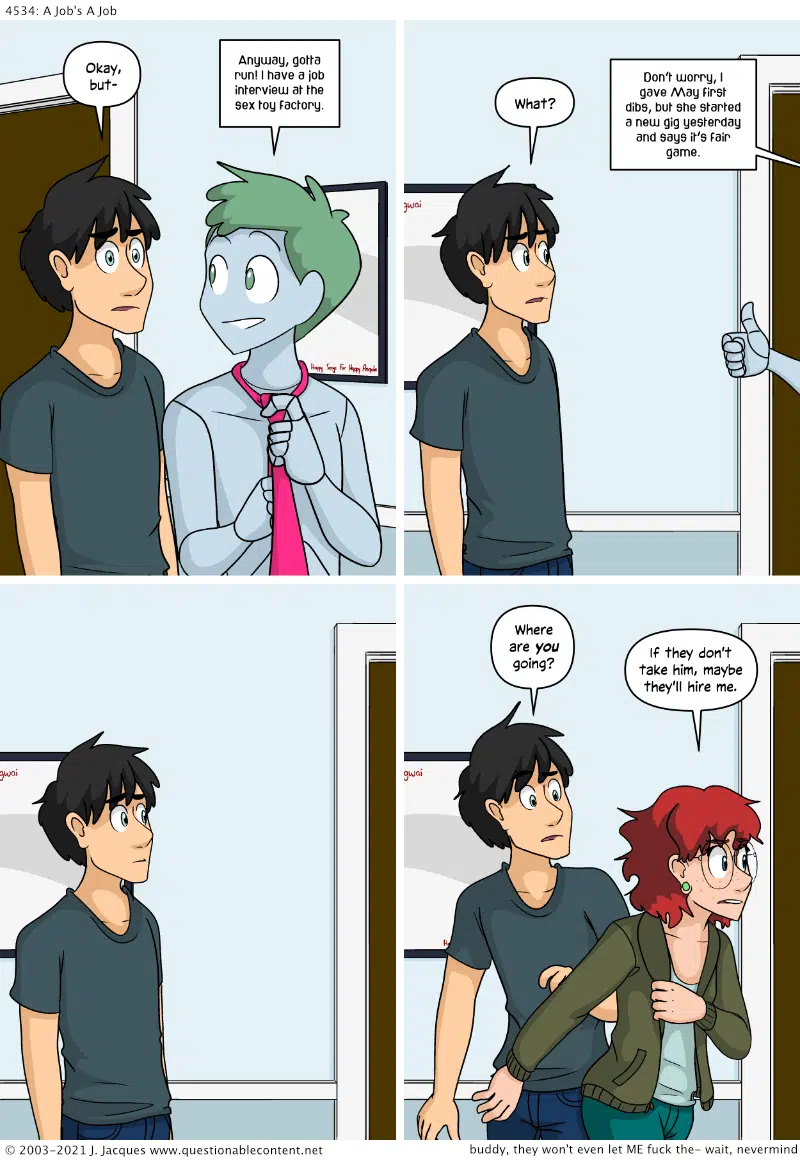 4534: A Job's A Job
Okay,
but-
Anyway, gotta
run! I have a job
interview at the
sex toy factory.
Happy Songs For Happy People
What?
Don't worry, I
gave May first
dibs, but she started
a new gig yesterday
and says it's fair
game.
gwai
gwai
Where
are you
going?
If they don't
take him, maybe
they'll hire me.
gwai
H
© 2003-2021 J. Jacques www.questionablecontent.net
buddy, they won't even let ME fuck the- wait, nevermind